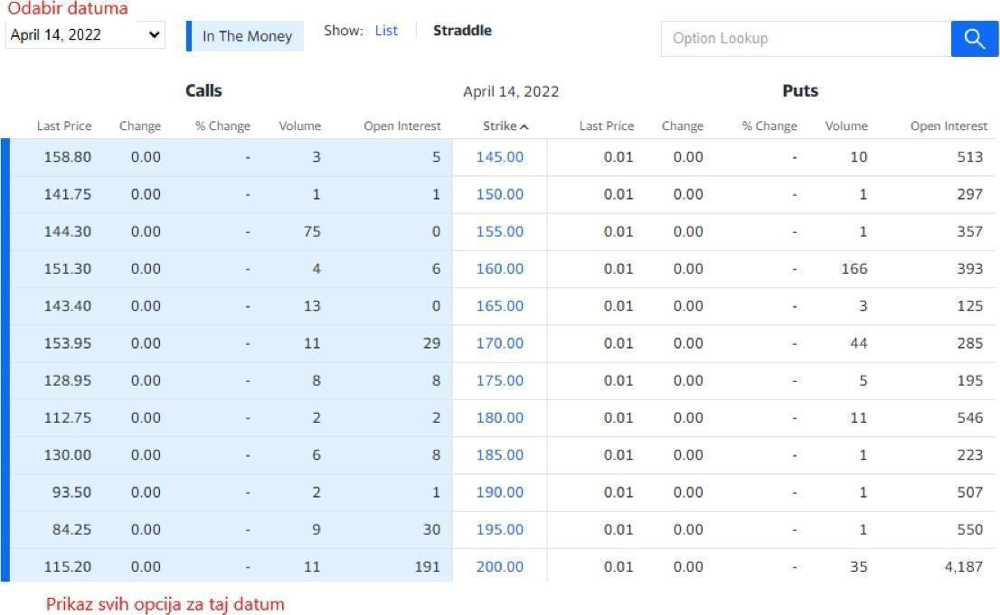 Odabir datuma
April 14, 2022 In The Money Show: List Straddle Option Lookup
Calls April 14, 2022 Puts
Last Price Change % Change Volume Open Interest Strike Last Price Change % Change Volume Open Interest
158.80 0.00 - 3 5 145.00 0.01 0.00 - 10 513
141.75 0.00 - 1 1 150.00 0.01 0.00 - 1 297
144.30 0.00 - 75 0 155.00 0.01 0.00 - 1 357
151.30 0.00 - 4 6 160.00 0.01 0.00 - 166 393
143.40 0.00 - 13 0 165.00 0.01 0.00 - 3 125
153.95 0.00 - 11 29 170.00 0.01 0.00 - 44 285
128.95 0.00 - 8 8 175.00 0.01 0.00 - 5 195
112.75 0.00 - 2 2 180.00 0.01 0.00 - 11 546
130.00 0.00 - 6 8 185.00 0.01 0.00 - 1 223
93.50 0.00 - 2 1 190.00 0.01 0.00 - 1 507
84.25 0.00 - 9 30 195.00 0.01 0.00 - 1 550
115.20 0.00 - 11 191 200.00 0.01 0.00 - 35 4,187
Prikaz svih opcija za taj datum